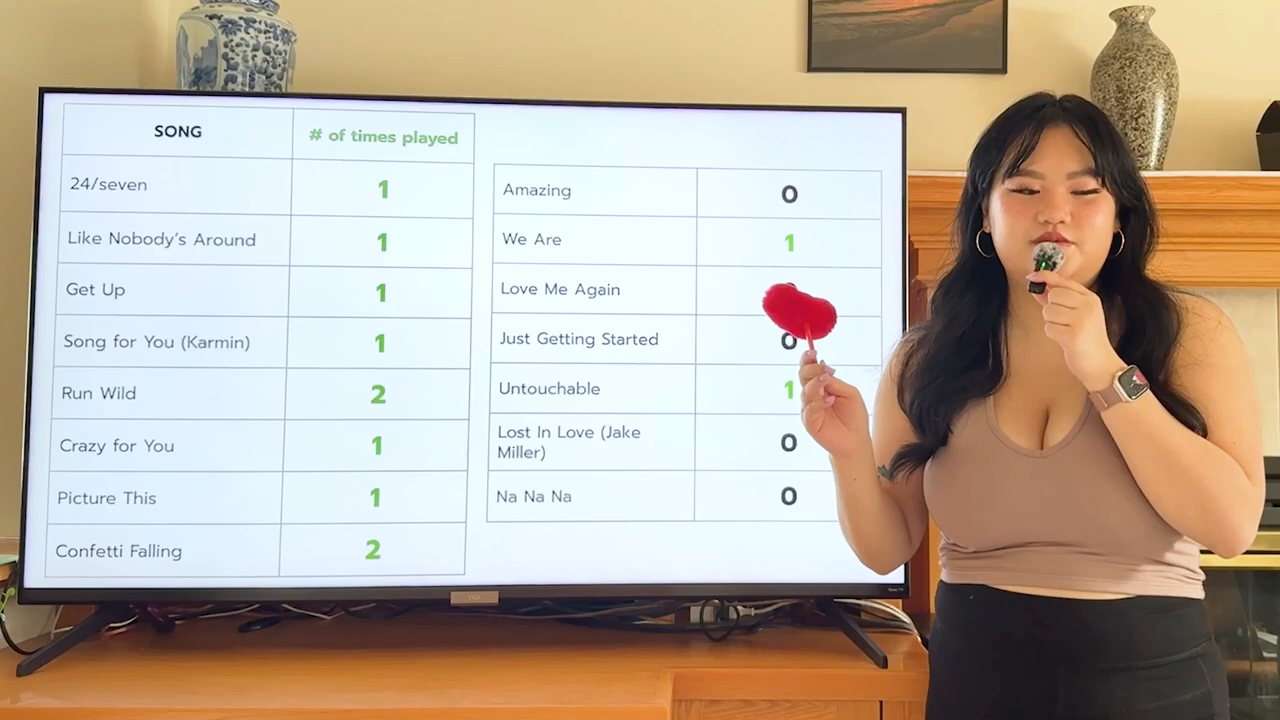 SONG # of times played
24/seven 1
Like Nobody's Around 1
Get Up 1
Song for You (Karmin) 1
Run Wild 2
Crazy for You 1
Picture This 1
Confetti Falling 2
Amazing 0
We Are 1
Love Me Again
Just Getting Started 0
Untouchable 1
Lost In Love (Jake
Miller) 0
Na Na Na 0
TCL